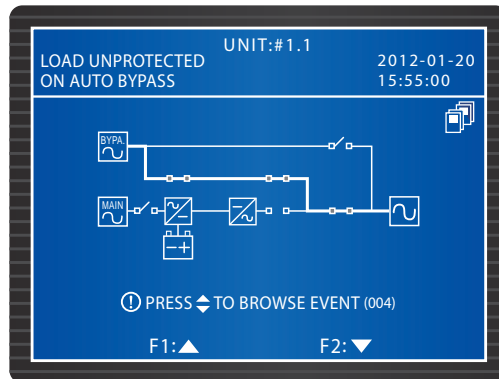 UNIT:#1.1
LOAD UNPROTECTED
2012-01-20
ON AUTO BYPASS
15:55:00
BYPA.
MAIN
PRESS TO BROWSE EVENT (004)
F1: F2: